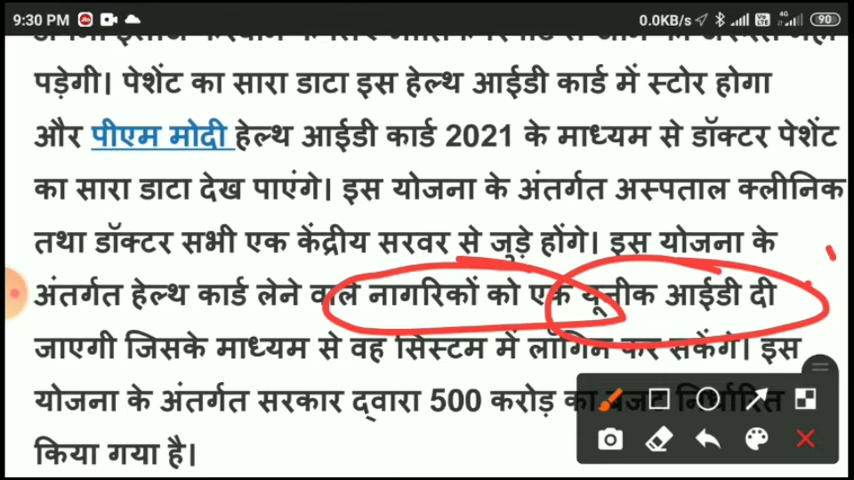 9:30 PM 0.0KB/s 4G 90
पड़ेगी। पेशेंट का सारा डाटा इस हेल्थ आईडी कार्ड में स्टोर होगा
और पीएम मोदी हेल्थ आईडी कार्ड 2021 के माध्यम से डॉक्टर पेशेंट
का सारा डाटा देख पाएंगे। इस योजना के अंतर्गत अस्पताल क्लीनिक
तथा डॉक्टर सभी एक केंद्रीय सरवर से जुड़े होंगे। इस योजना के
अंतर्गत हेल्थ कार्ड लेने वाले नागरिकों को एक यूनीक आईडी दी
जाएगी जिसके माध्यम से वह सिस्टम में लॉगिन कर सकेंगे। इस
योजना के अंतर्गत सरकार द्वारा 500 करोड़ का बजट निर्धारित
किया गया है।